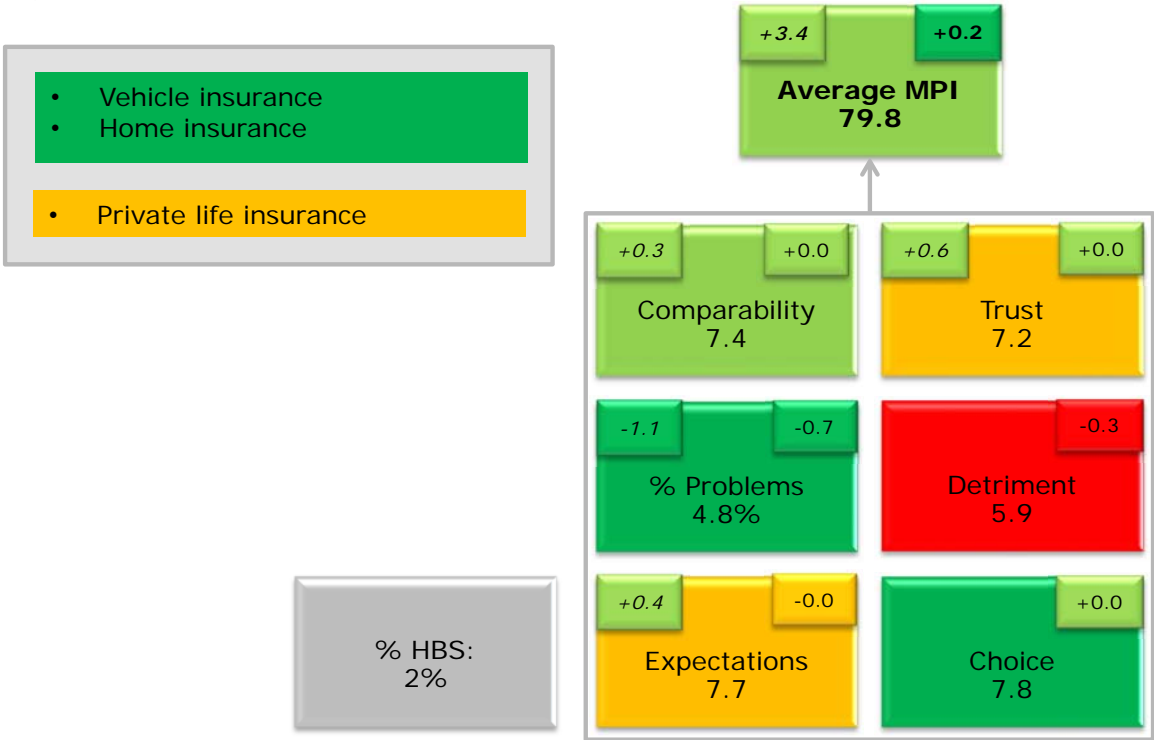 +3.4
+0.2
Average MPI
79.8
• Vehicle insurance
• Home insurance
• Private life insurance
+0.3
+0.0
Comparability
7.4
+0.6
+0.0
Trust
7.2
-1.1
-0.7
% Problems
4.8%
-0.3
Detriment
5.9
% HBS:
2%
+0.4
-0.0
Expectations
7.7
+0.0
Choice
7.8